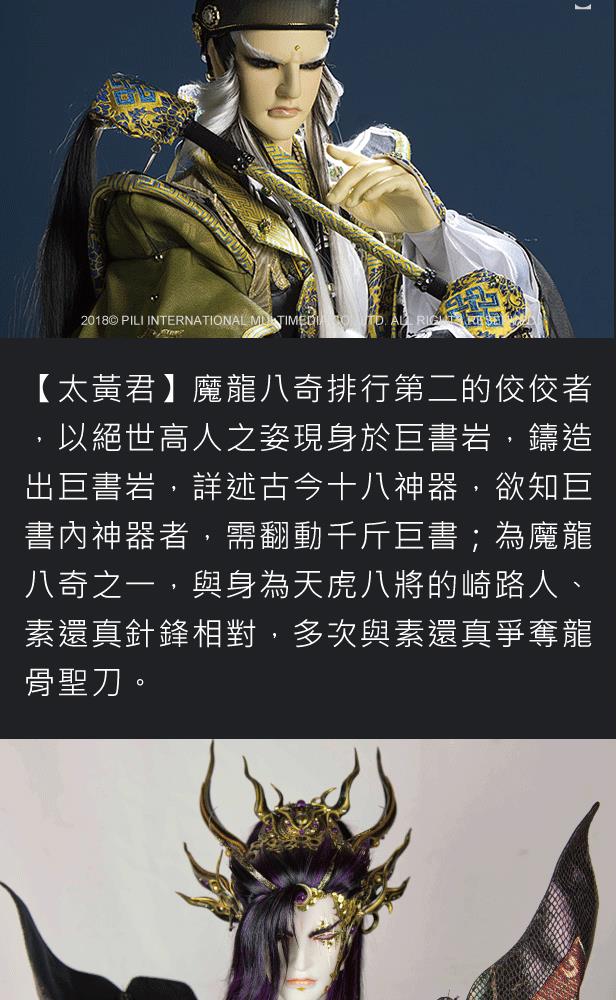 】
2018© PILI INTERNATIONAL MULTIMEDIA CO., LTD. ALL RIGHTS RESERVED.
【太黃君】魔龍八奇排行第二的佼佼者
，以絕世高人之姿現身於巨書岩，鑄造
出巨書岩，詳述古今十八神器，欲知巨
書內神器者，需翻動千斤巨書；為魔龍
八奇之一，與身為天虎八將的崎路人、
素還真針鋒相對，多次與素還真爭奪龍
骨聖刀。